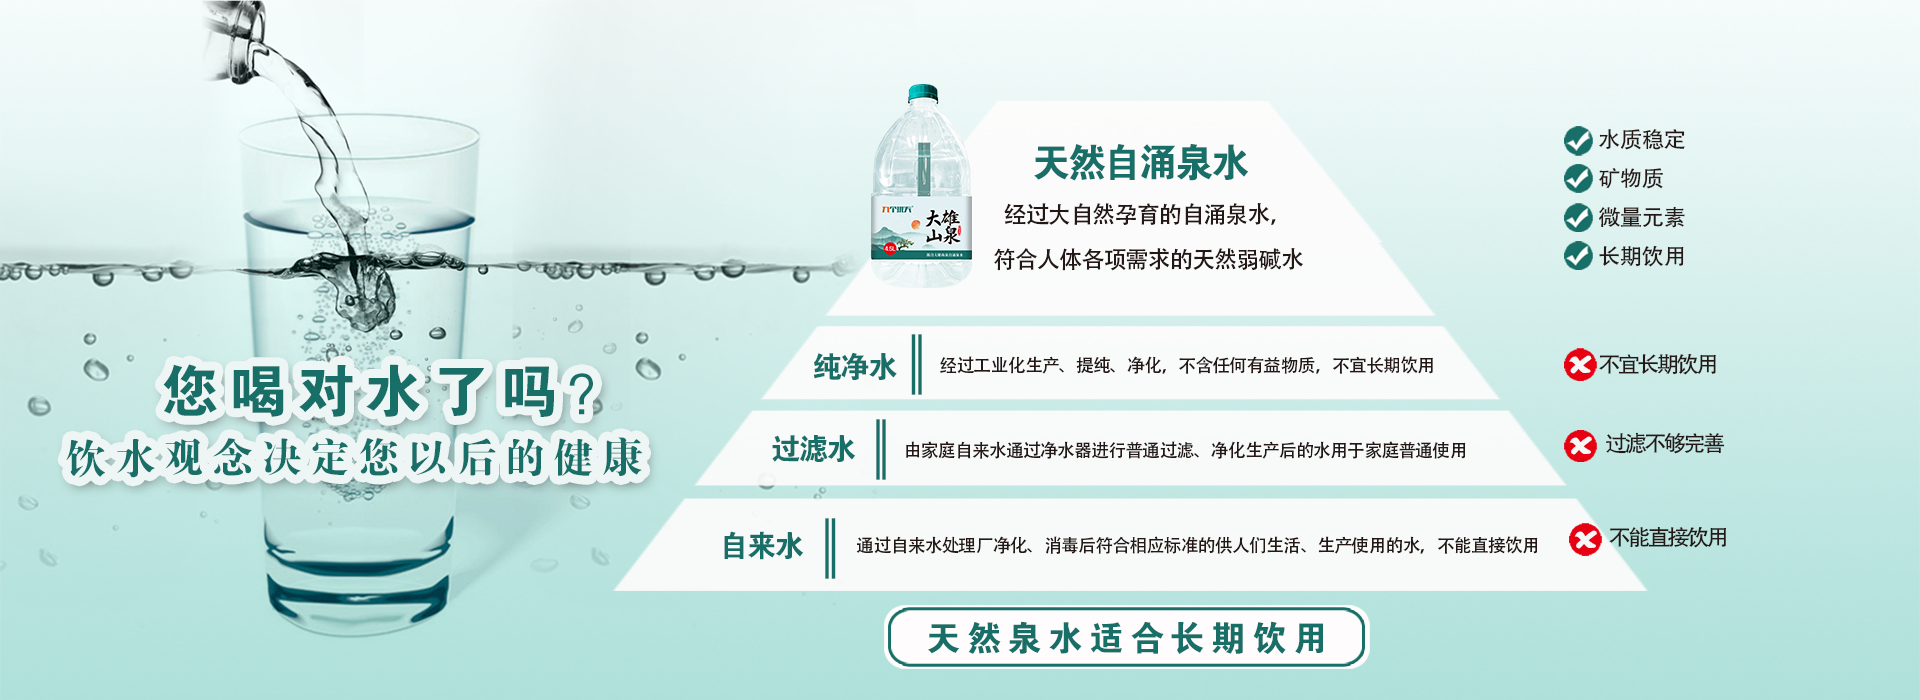 您喝对水了吗?
饮水观念决定您以后的健康
大雄
山泉
4.5L
天然自涌泉水
经过大自然孕育的自涌泉水,
符合人体各项需求的天然弱碱水
水质稳定
矿物质
微量元素
长期饮用
纯净水
经过工业化生产、提纯、净化，不含任何有益物质，不宜长期饮用
不宜长期饮用
过滤水
由家庭自来水通过净水器进行普通过滤、净化生产后的水用于家庭普通使用
过滤不够完善
自来水
通过自来水处理厂净化、消毒后符合相应标准的供人们生活、生产使用的水，不能直接饮用
不能直接饮用
天然泉水适合长期饮用